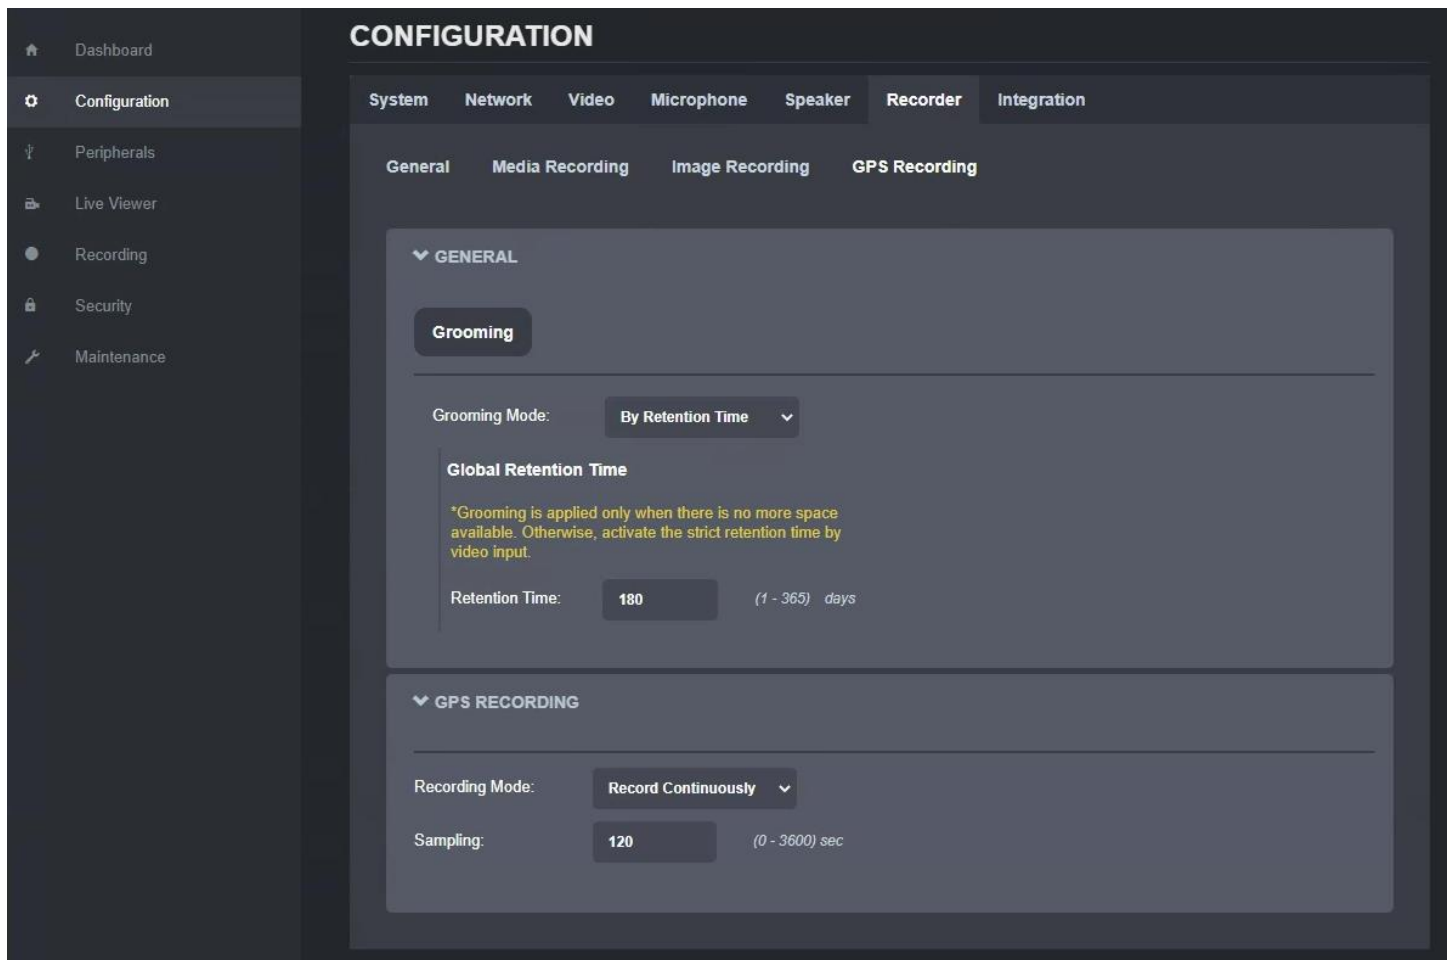 Dashboard
Configuration
Peripherals
Live Viewer
Recording
Security
Maintenance
CONFIGURATION
System Network Video Microphone Speaker Recorder Integration
General Media Recording Image Recording GPS Recording
GENERAL
Grooming
Grooming Mode: By Retention Time
Global Retention Time
*Grooming is applied only when there is no more space
available. Otherwise, activate the strict retention time by
video input.
Retention Time: 180 (1 - 365) days
GPS RECORDING
Recording Mode: Record Continuously
Sampling: 120 (0 - 3600) sec